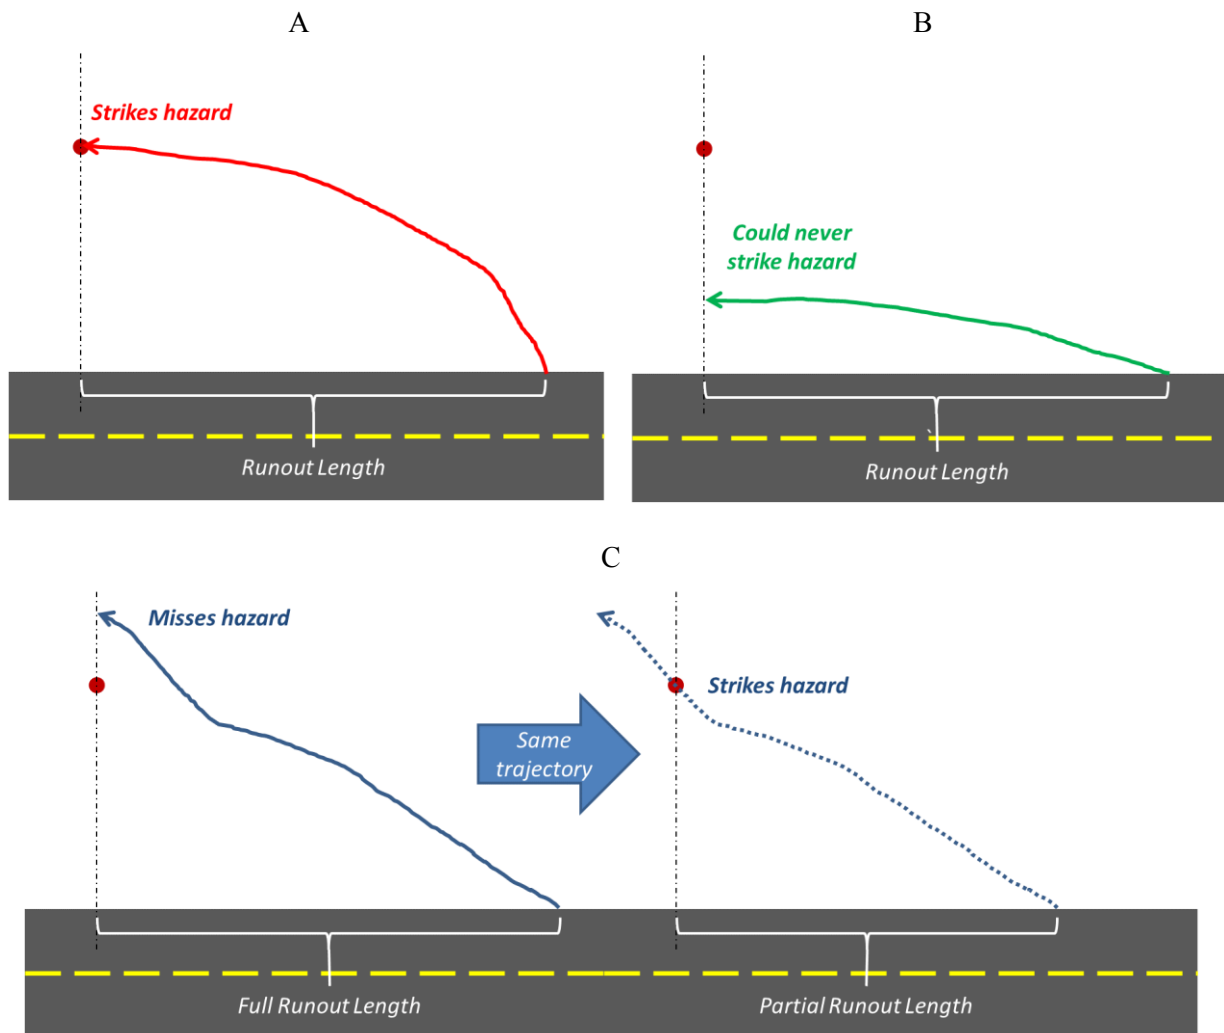 A
B
Strikes hazard
Could never
strike hazard
Runout Length
Runout Length
C
Misses hazard
Strikes hazard
Same
trajectory
Full Runout Length
Partial Runout Length